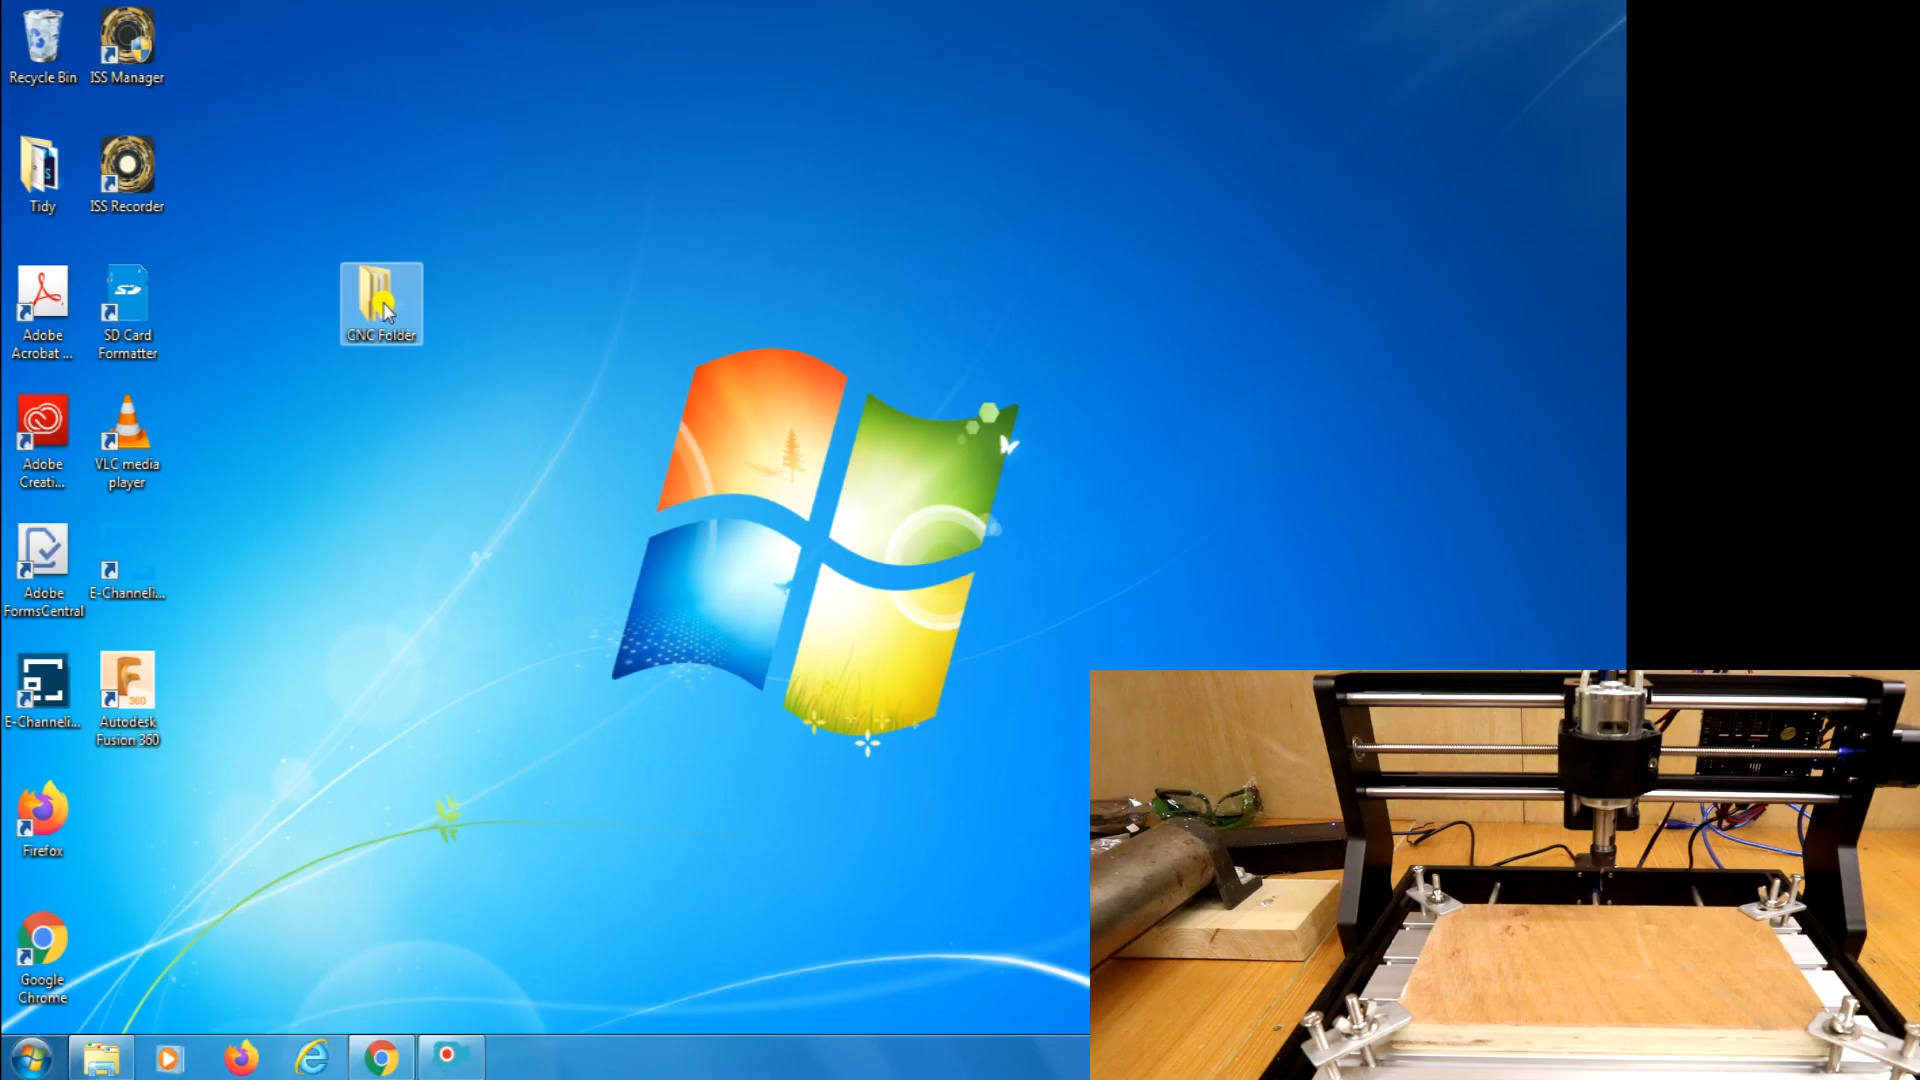 Recycle Bin
ISS Manager
Tidy
ISS Recorder
CNC Folder
Adobe
Acrobat ...
SD Card
Formatter
Adobe
Creati...
VLC media
player
Adobe
FormsCentral
E-Channeli...
E-Channeli...
360
Autodesk
Fusion 360
Firefox
Google
Chrome